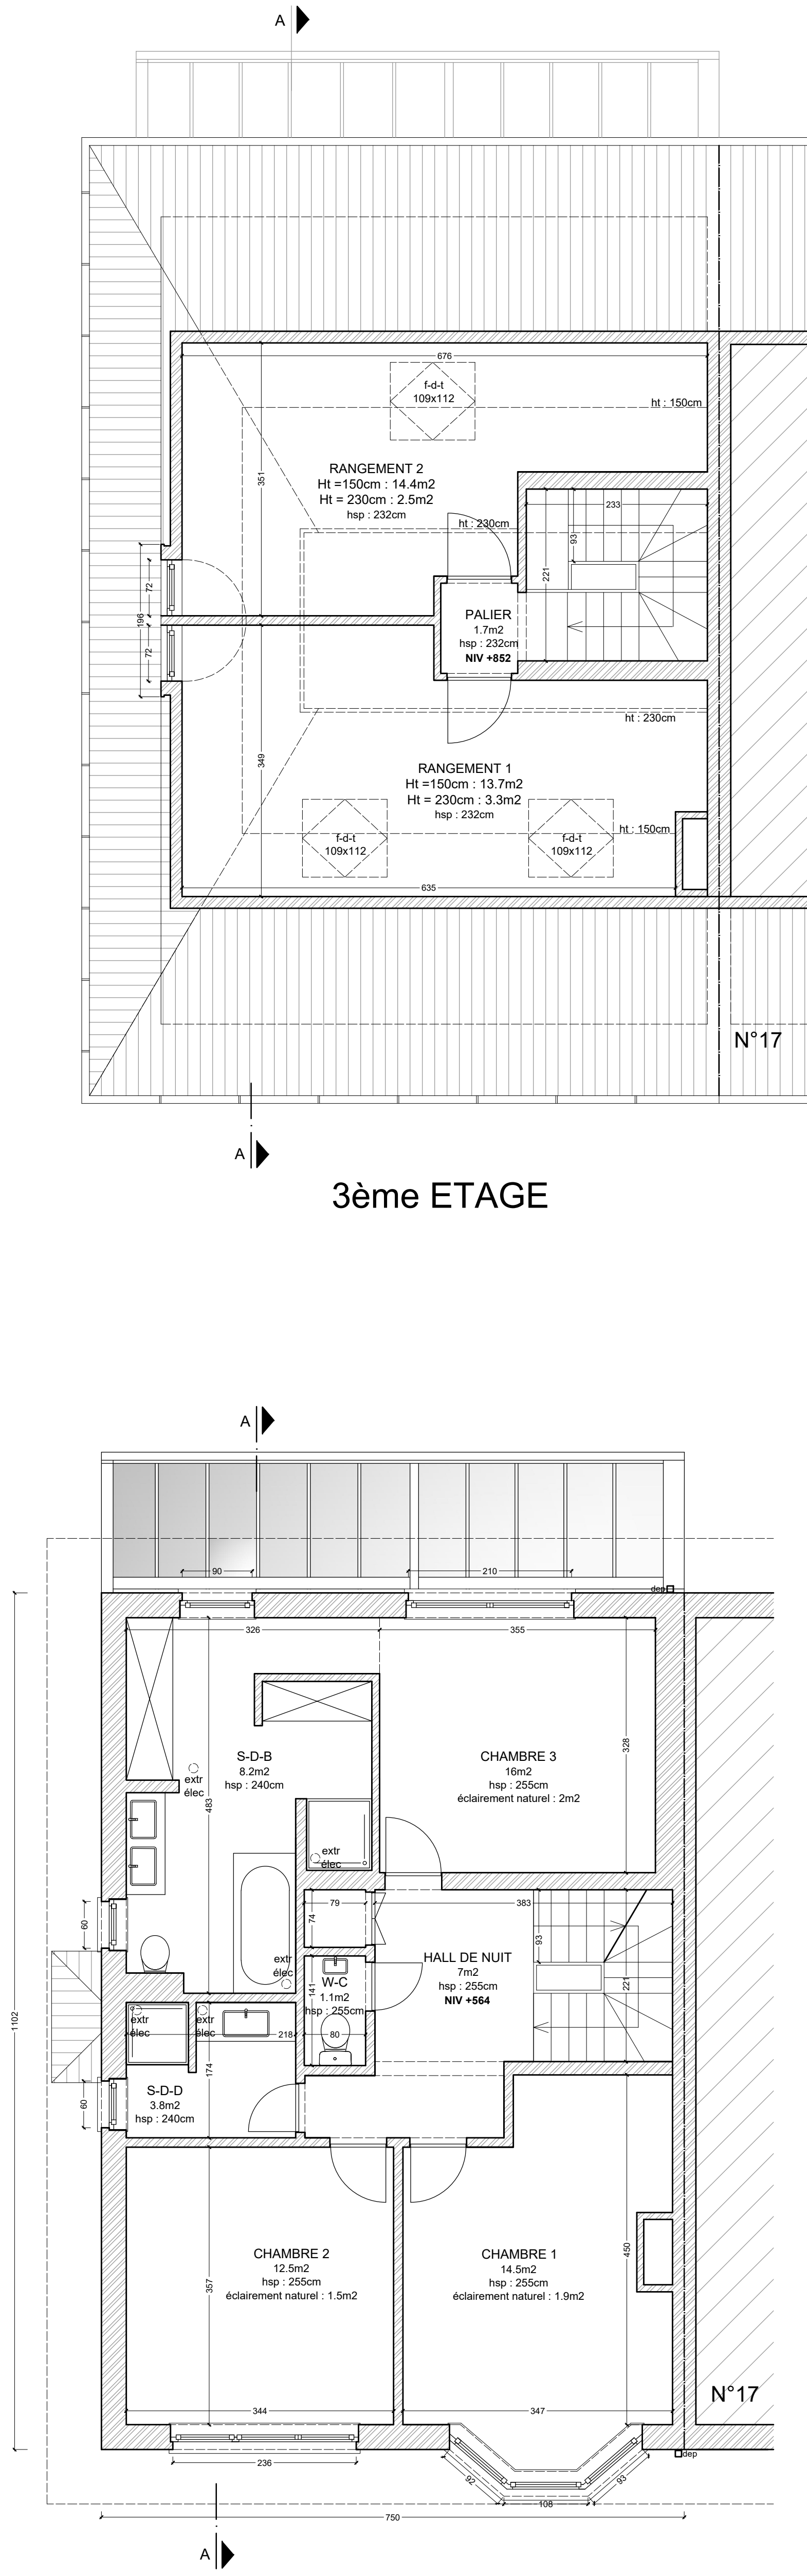 A
676
f-d-t
109x112
ht : 150cm
RANGEMENT 2
Ht =150cm : 14.4m2
Ht = 230cm : 2.5m2
hsp : 232cm
351
ht : 230cm
233
93
221
72
196
72
PALIER
1.7m2
hsp : 232cm
NIV +852
ht : 230cm
349
RANGEMENT 1
Ht =150cm : 13.7m2
Ht = 230cm : 3.3m2
hsp : 232cm
f-d-t
109x112
f-d-t
109x112
ht : 150cm
635
N°17
A
3ème ETAGE
A
90
210
dep
326
355
S-D-B
8.2m2
hsp : 240cm
CHAMBRE 3
16m2
hsp : 255cm
éclairement naturel : 2m2
328
extr
élec
483
extr
élec
79
383
74
93
60
HALL DE NUIT
7m2
hsp : 255cm
NIV +564
221
extr
élec
W-C
1.1m2
hsp : 255cm
141
80
1102
extr
élec
extr
élec
218
174
S-D-D
3.8m2
hsp : 240cm
60
CHAMBRE 2
12.5m2
hsp : 255cm
éclairement naturel : 1.5m2
357
CHAMBRE 1
14.5m2
hsp : 255cm
éclairement naturel : 1.9m2
450
N°17
344
347
236
92
108
93
dep
750
A